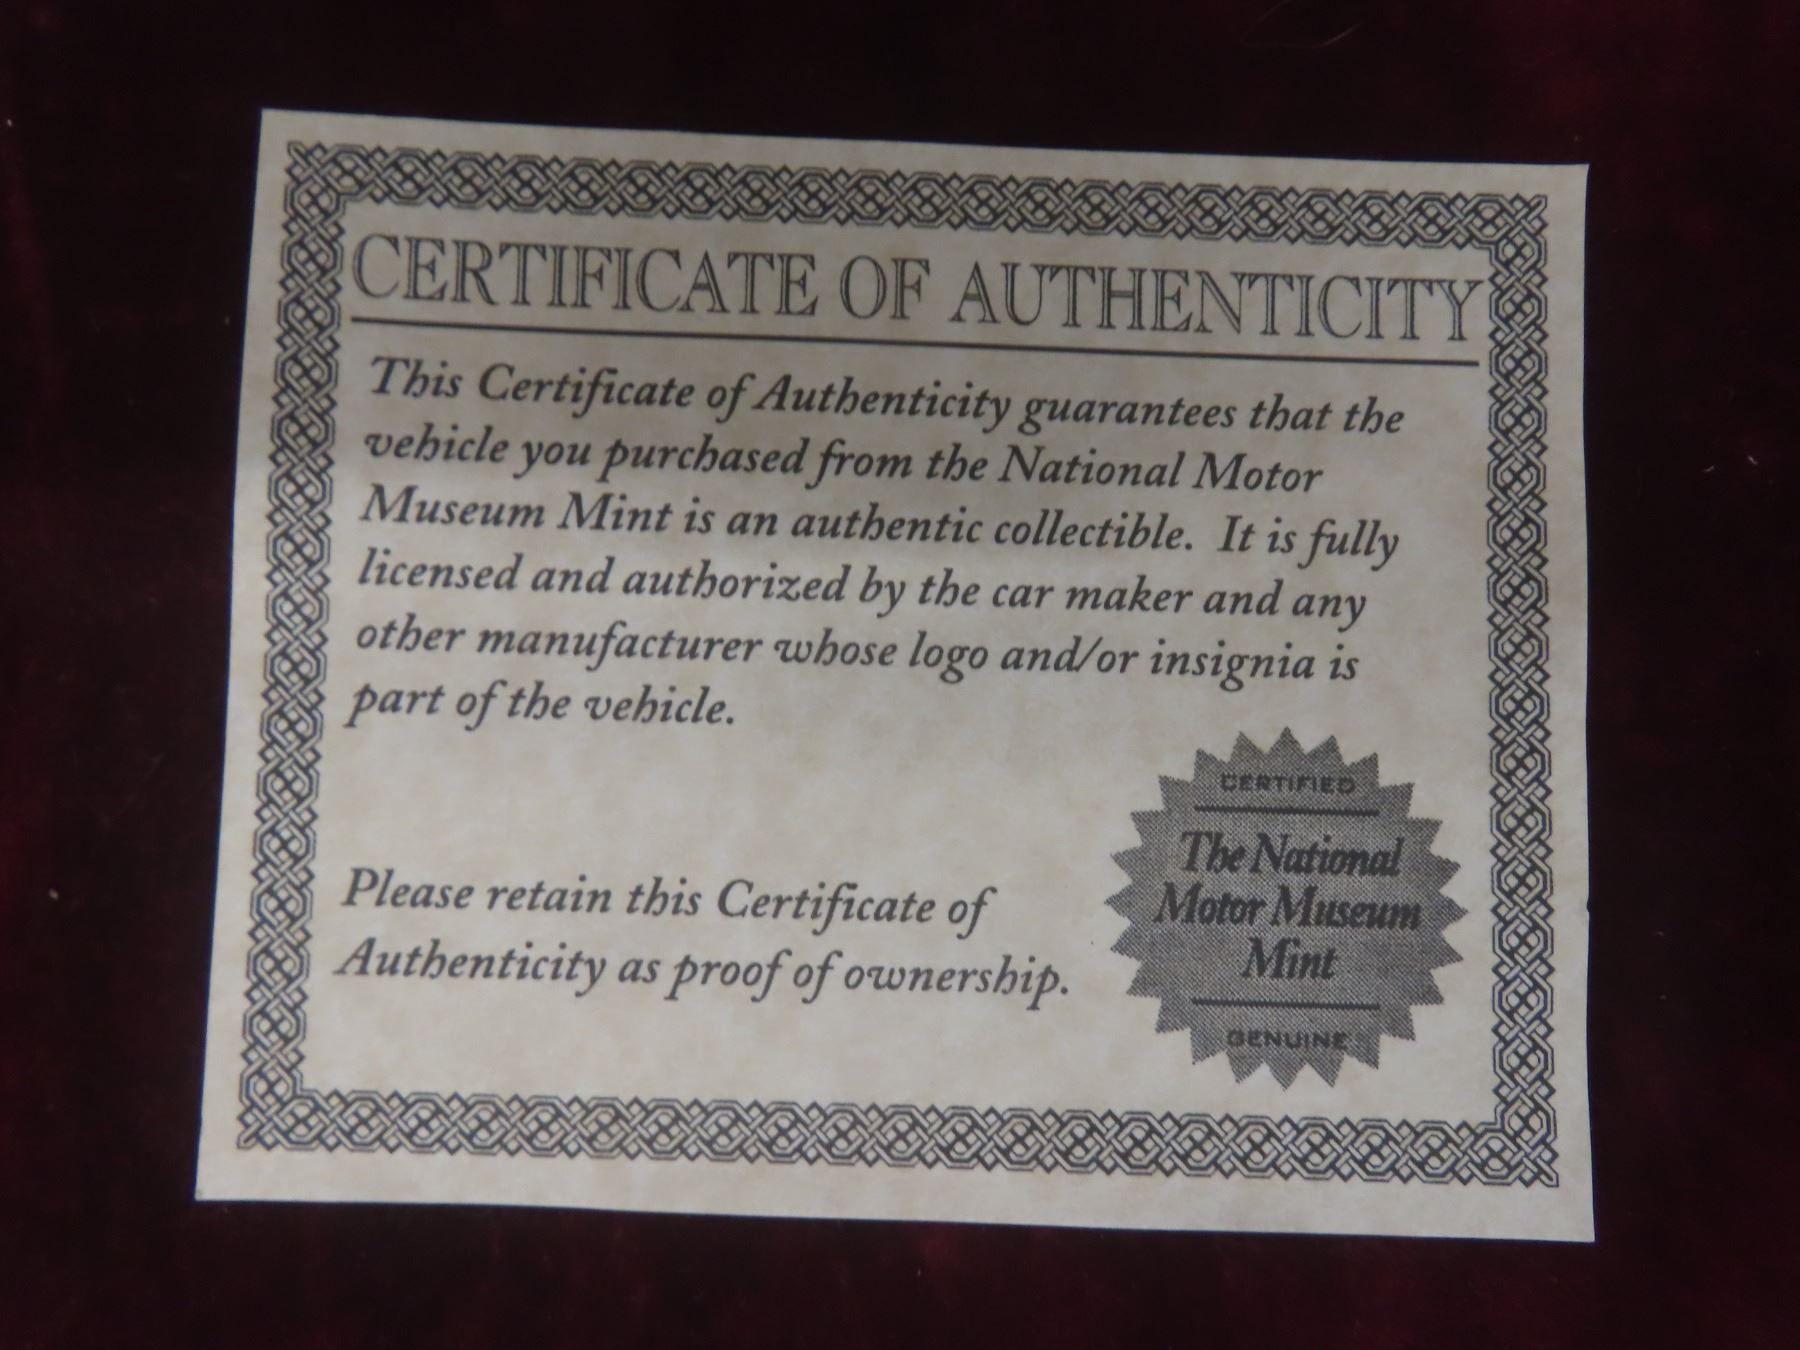 CERTIFICATE OF AUTHENTICITY
This Certificate of Authenticity guarantees that the
vehicle you purchased from the National Motor
Museum Mint is an authentic collectible. It is fully
licensed and authorized by the car maker and any
other manufacturer whose logo and/or insignia is
part of the vehicle.
Please retain this Certificate of
Authenticity as proof of ownership.
CERTIFIED
The National
Motor Museum
Mint
GENUINE